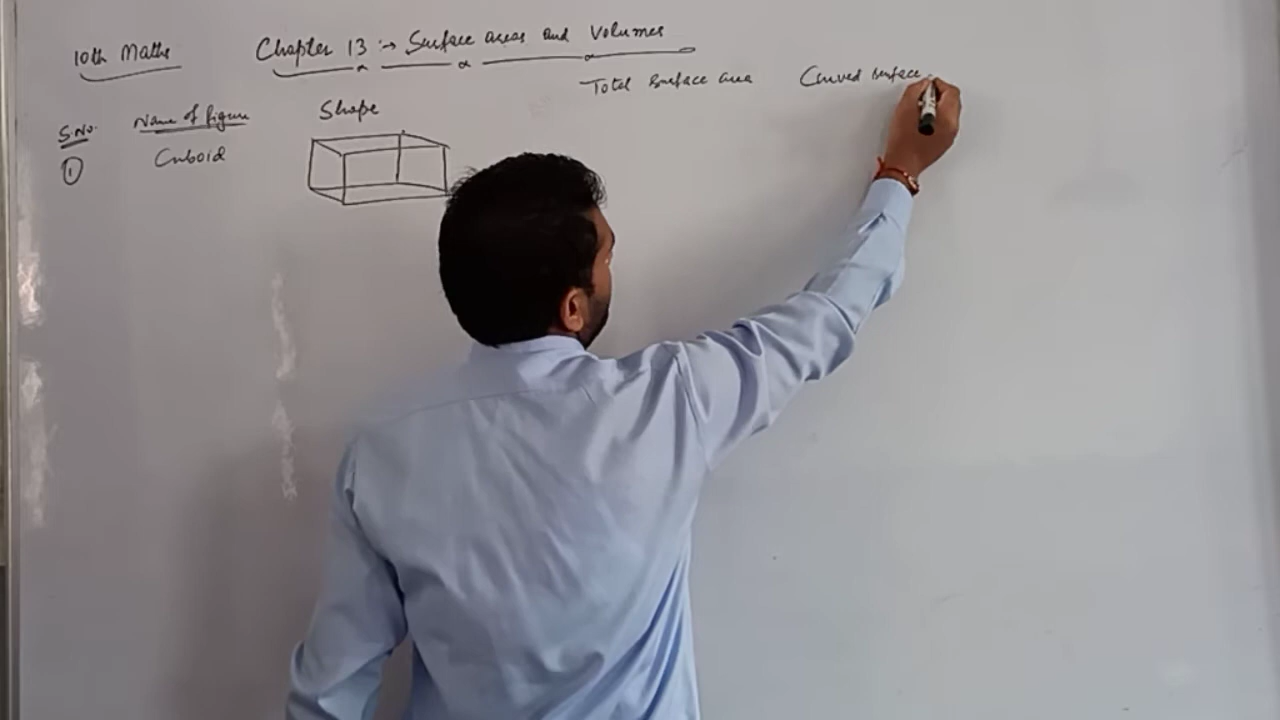 10th Maths
Chapter 13 :→ Surface areas and Volumes
Total Surface area
Curved surface
S.No.
Name of figure
Shape
1
Cuboid